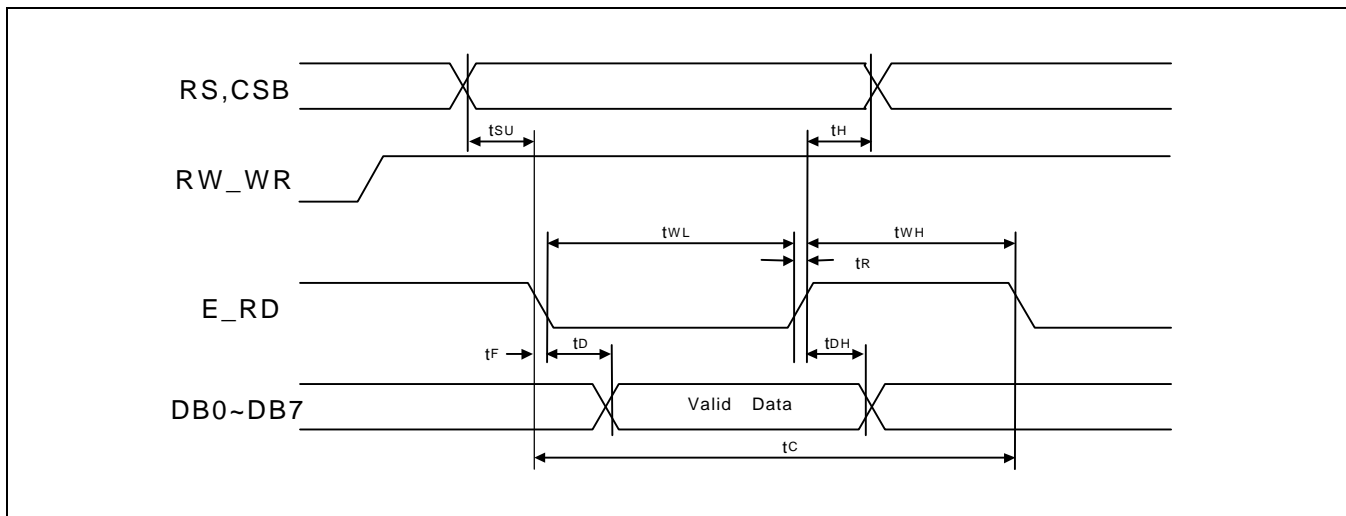 RS,CSB
tSU
tH
RW_WR
tWL
tWH
tR
E_RD
tF
tD
tDH
DB0~DB7
Valid Data
tC